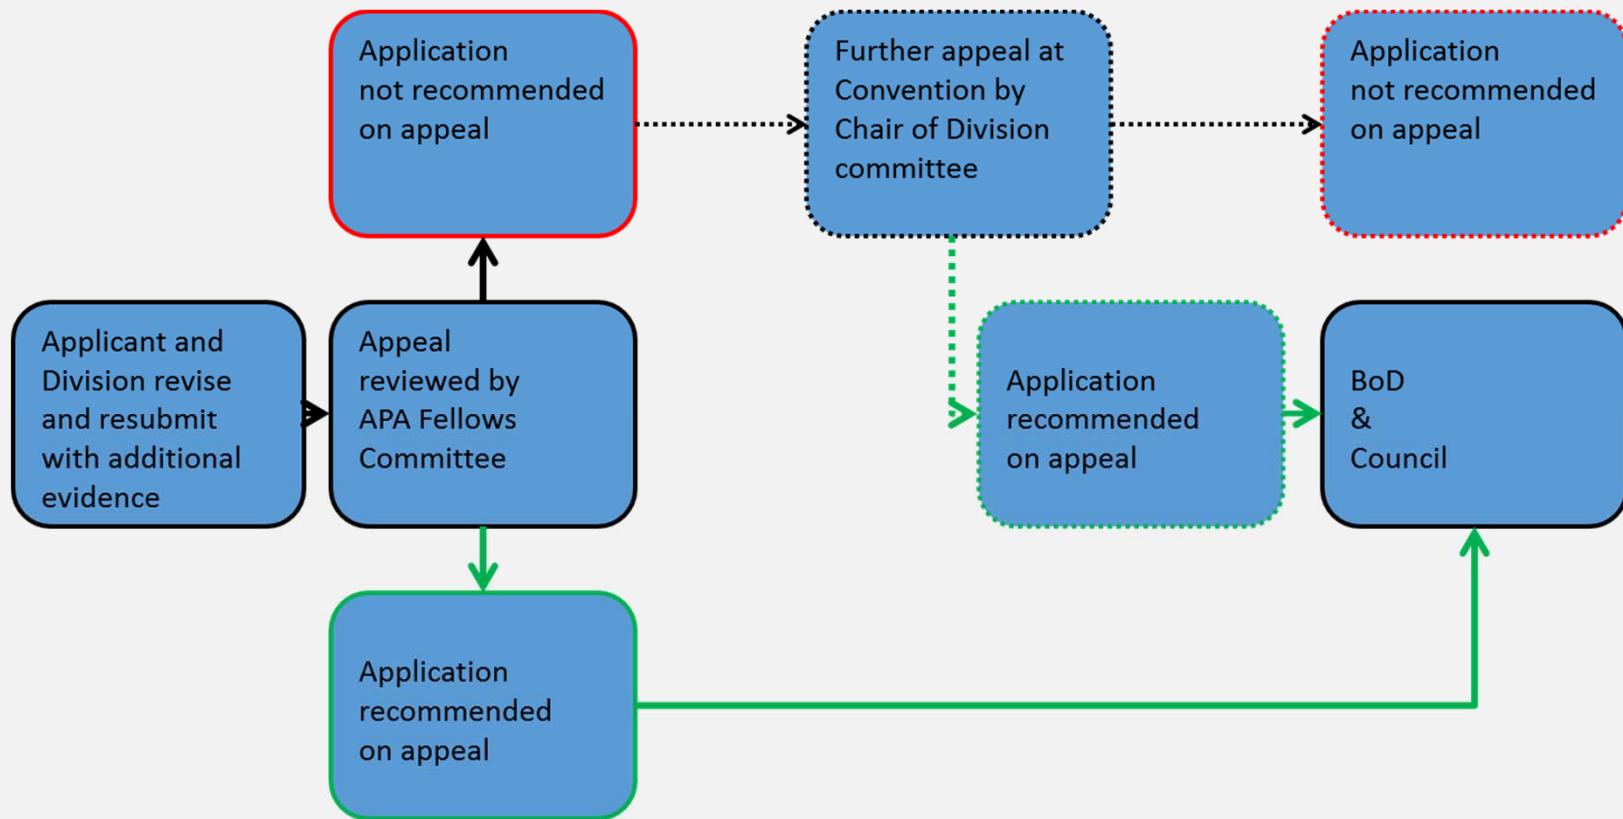 Application
not recommended
on appeal
Further appeal at
Convention by
Chair of Division
committee
Application
not recommended
on appeal
Applicant and
Division revise
and resubmit
with additional
evidence
Appeal
reviewed by
APA Fellows
Committee
Application
recommended
on appeal
BoD
&
Council
Application
recommended
on appeal